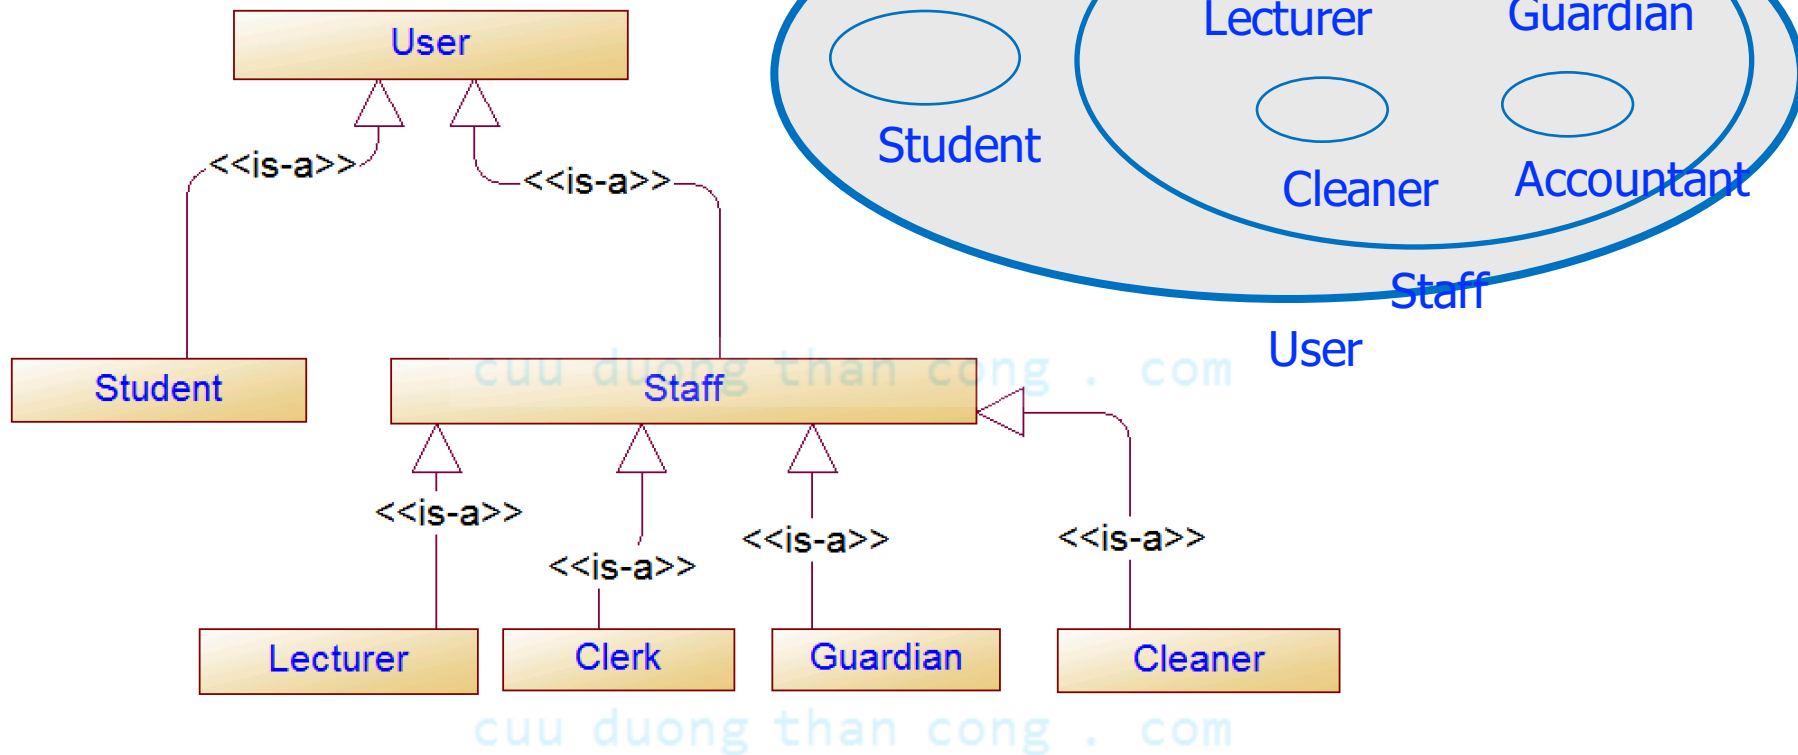 User
Lecturer
Guardian
Student
Cleaner
Accountant
<<is-a>>
<<is-a>>
Staff
User
Student
Staff
cuu duong than cong . com
<<is-a>>
<<is-a>>
<<is-a>>
<<is-a>>
Lecturer
Clerk
Guardian
Cleaner
cuu duong than cong . com